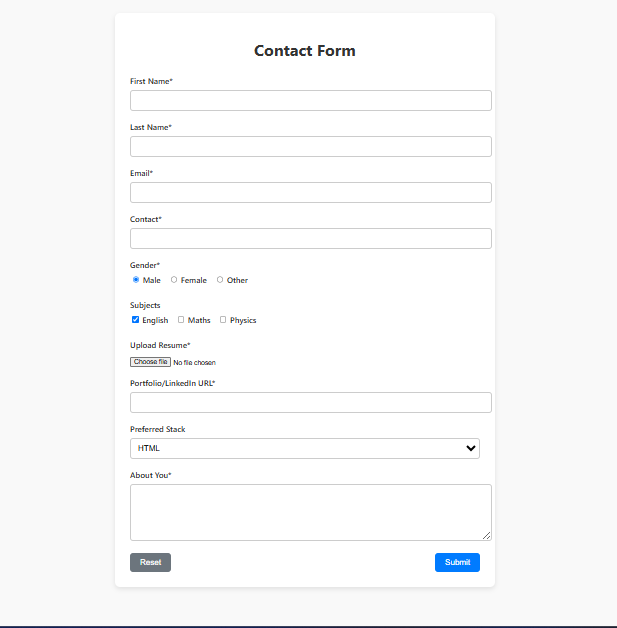 Contact Form
First Name*
Last Name*
Email*
Contact*
Gender*
Male Female Other
Subjects
English Maths Physics
Upload Resume*
Choose file No file chosen
Portfolio/LinkedIn URL*
Preferred Stack
HTML
About You*
Reset Submit